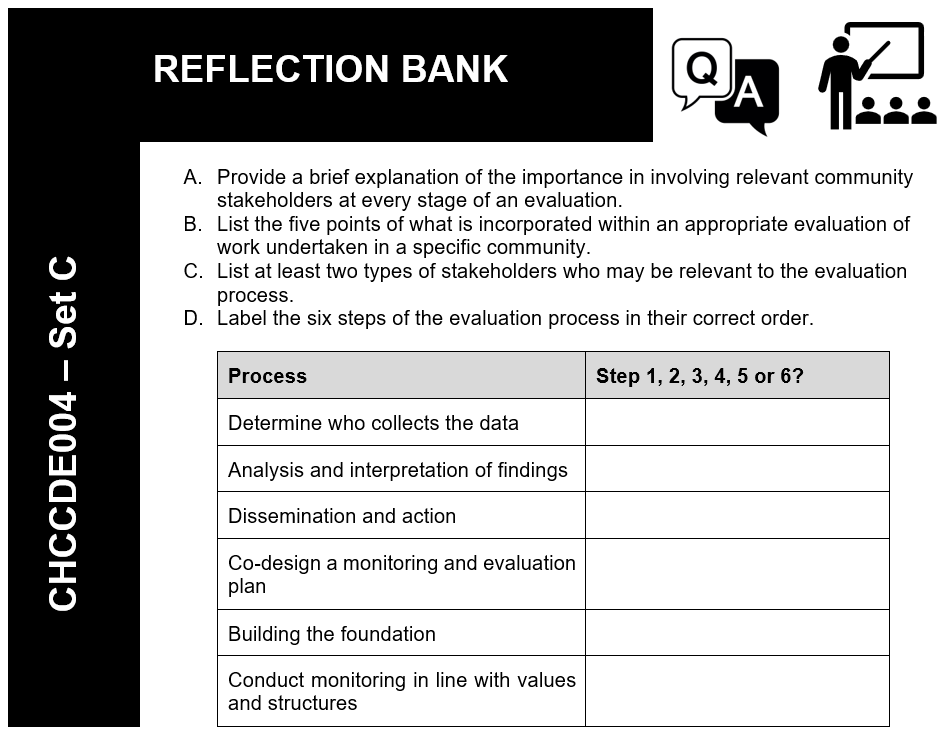 REFLECTION BANK
Q
A
CHCCDE004 – Set C
A. Provide a brief explanation of the importance in involving relevant community
stakeholders at every stage of an evaluation.
B. List the five points of what is incorporated within an appropriate evaluation of
work undertaken in a specific community.
C. List at least two types of stakeholders who may be relevant to the evaluation
process.
D. Label the six steps of the evaluation process in their correct order.
Process Step 1, 2, 3, 4, 5 or 6?
Determine who collects the data
Analysis and interpretation of findings
Dissemination and action
Co-design a monitoring and evaluation
plan
Building the foundation
Conduct monitoring in line with values
and structures